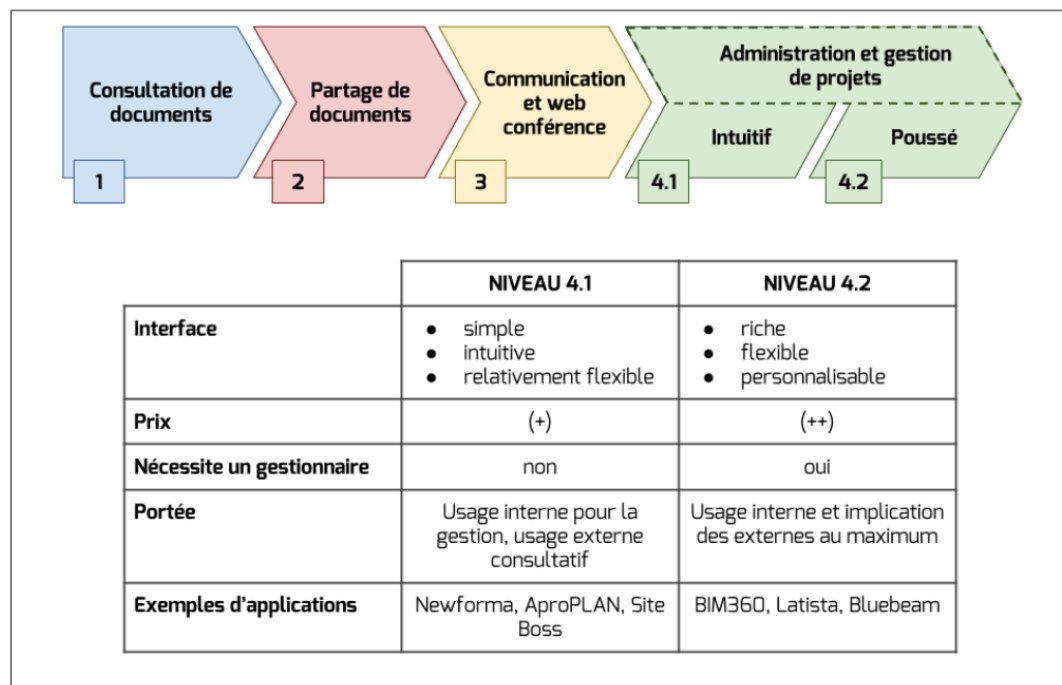 Consultation de
documents
1
Partage de
documents
2
Communication
et web
conférence
3
Administration et gestion
de projets
Intuitif
4.1
Poussé
4.2
NIVEAU 4.1
NIVEAU 4.2
Interface
● simple
● intuitive
● relativement flexible
● riche
● flexible
● personnalisable
Prix
(+)
(++)
Nécessite un gestionnaire
non
oui
Portée
Usage interne pour la
gestion, usage externe
consultatif
Usage interne et implication
des externes au maximum
Exemples d'applications
Newforma, AproPLAN, Site
Boss
BIM360, Latista, Bluebeam